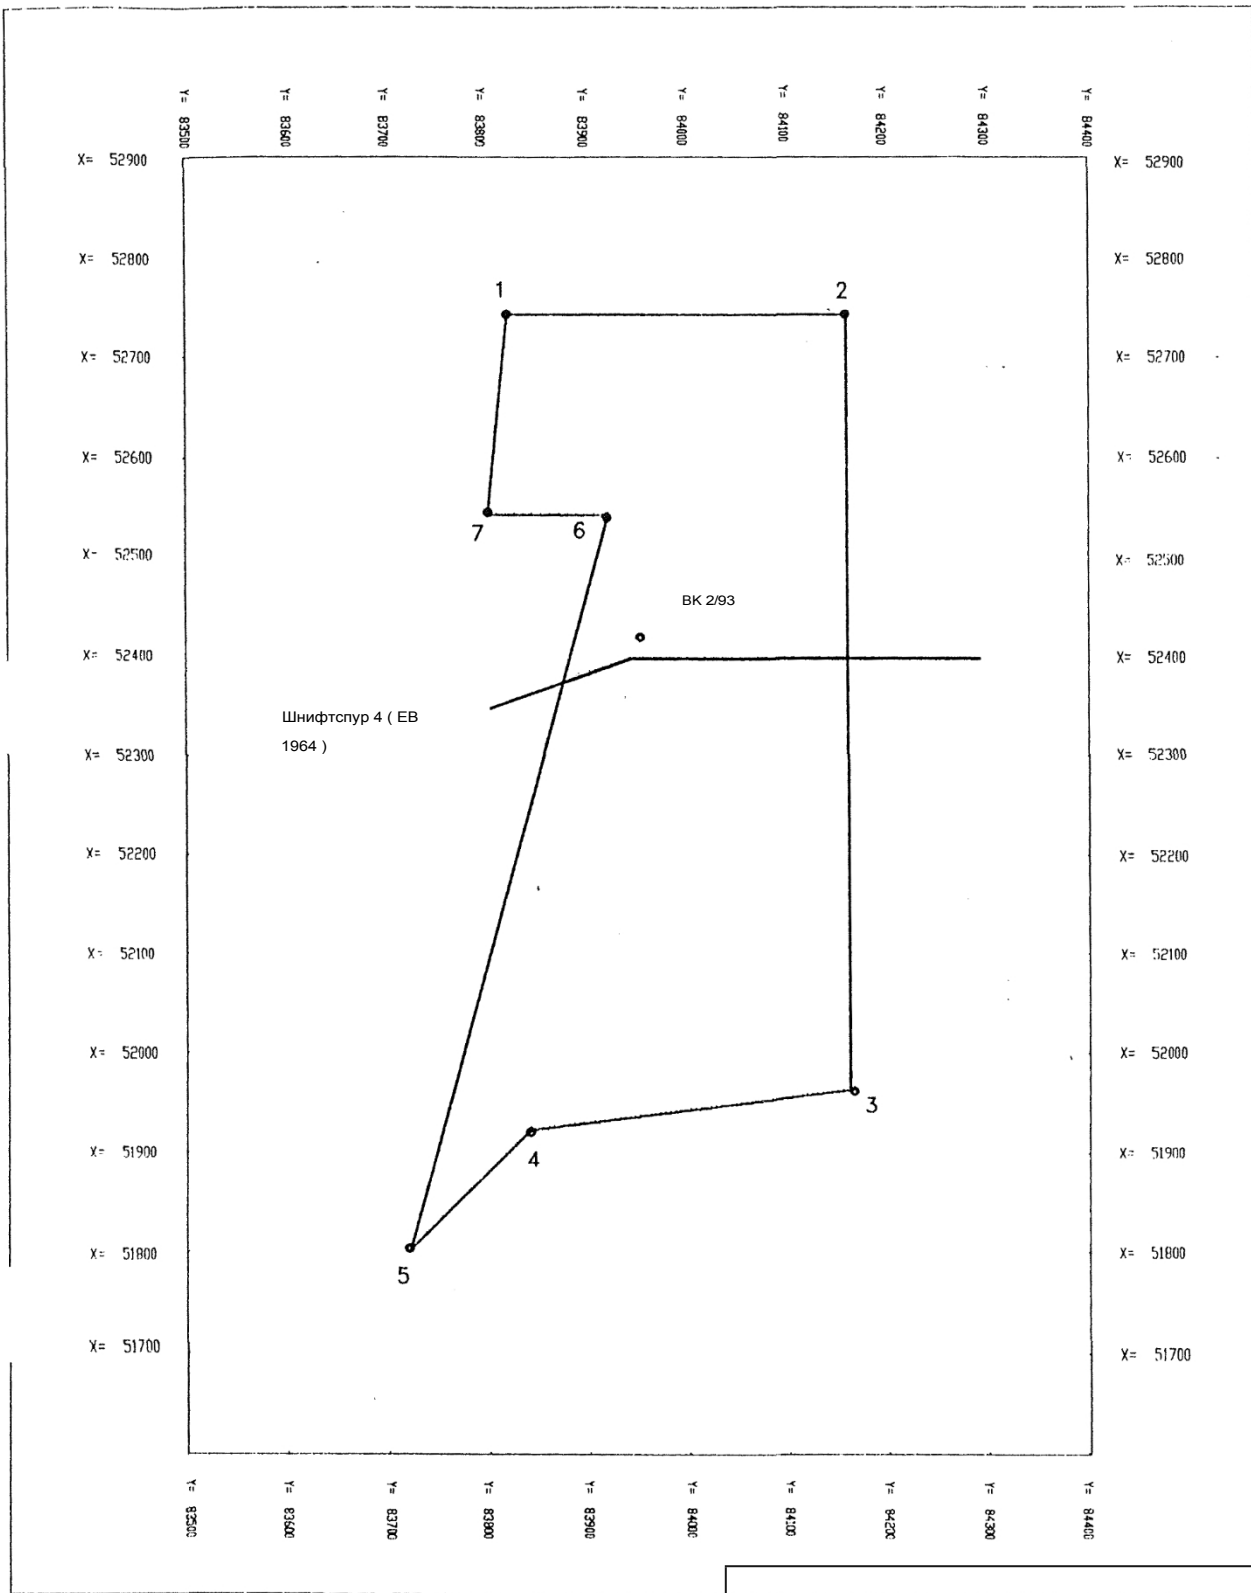 Y= 83500
Y= 83600
Y= 83700
Y= 83800
Y= 83900
Y= 84000
Y= 84100
Y= 84200
Y= 84300
Y= 84400
X= 52900
X= 52900
X= 52800
X= 52800
1
2
X= 52700
X= 52700
X= 52600
X= 52600
7
6
X= 52500
X= 52500
ВК 2/93
X= 52400
X= 52400
Шнифтспур 4 ( ЕВ
1964 )
X= 52300
X= 52300
X= 52200
X= 52200
X= 52100
X= 52100
X= 52000
X= 52000
3
X= 51900
X= 51900
4
X= 51800
X= 51800
5
X= 51700
X= 51700
Y= 83500
Y= 83600
Y= 83700
Y= 83800
Y= 83900
Y= 84000
Y= 84100
Y= 84200
Y= 84300
Y= 84400